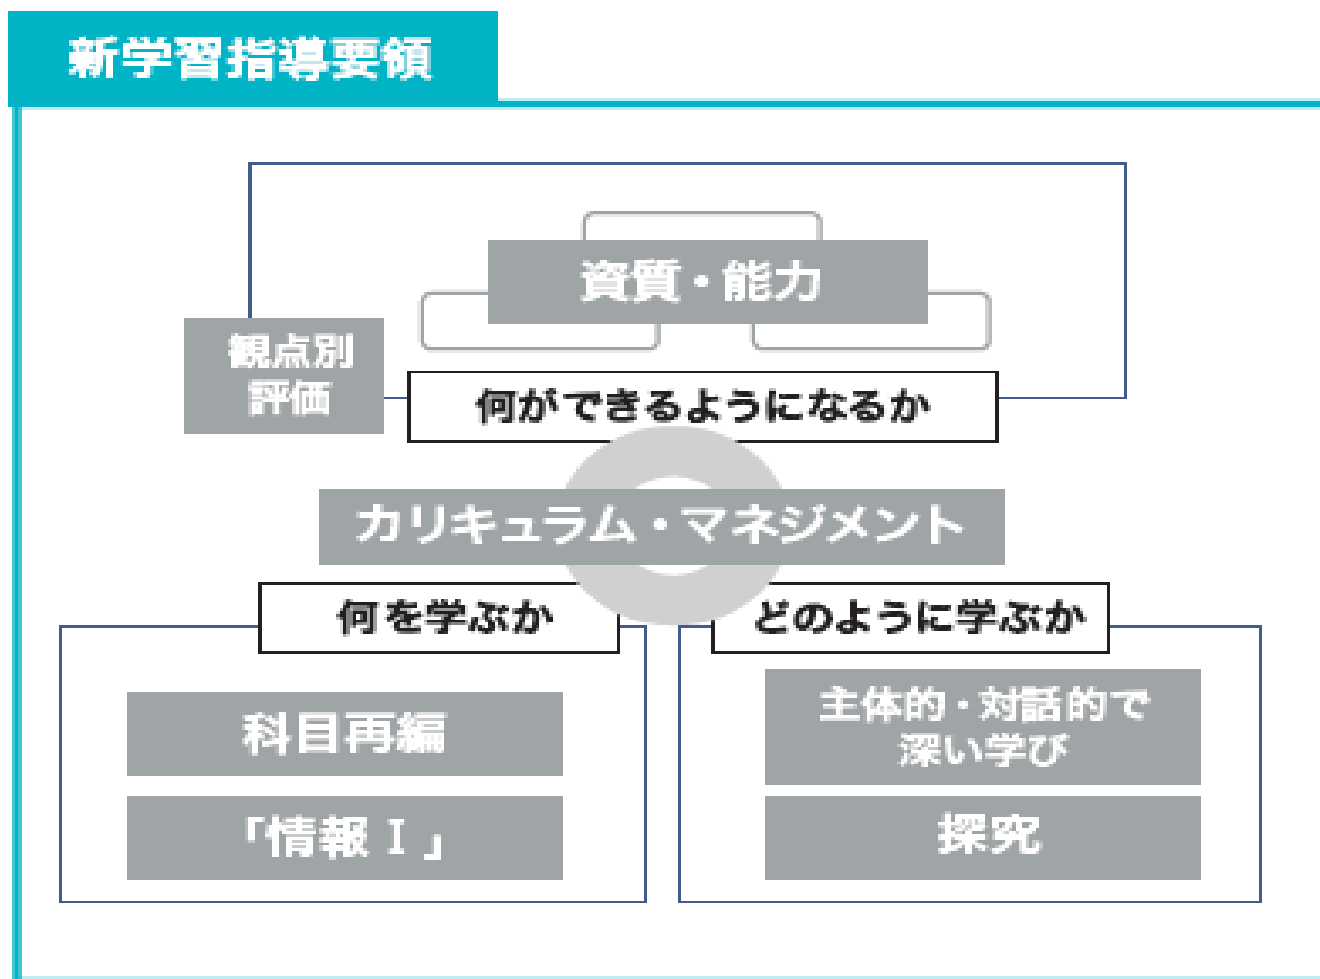 新学習指導要領
資質・能力
観点別
評価
何ができるようになるか
カリキュラム・マネジメント
何を学ぶか
どのように学ぶか
科目再編
「情報Ⅰ」
主体的・対話的で
深い学び
探究